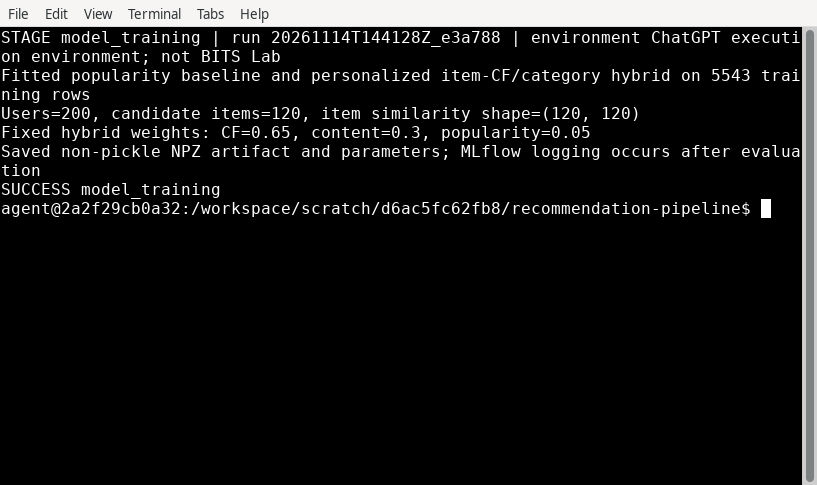 File Edit View Terminal Tabs Help
STAGE model_training | run 20261114T144128Z_e3a788 | environment ChatGPT executi
on environment; not BITS Lab
Fitted popularity baseline and personalized item-CF/category hybrid on 5543 trai
ning rows
Users=200, candidate items=120, item similarity shape=(120, 120)
Fixed hybrid weights: CF=0.65, content=0.3, popularity=0.05
Saved non-pickle NPZ artifact and parameters; MLflow logging occurs after evalua
tion
SUCCESS model_training
agent@2a2f29cb0a32:/workspace/scratch/d6ac5fc62fb8/recommendation-pipeline$